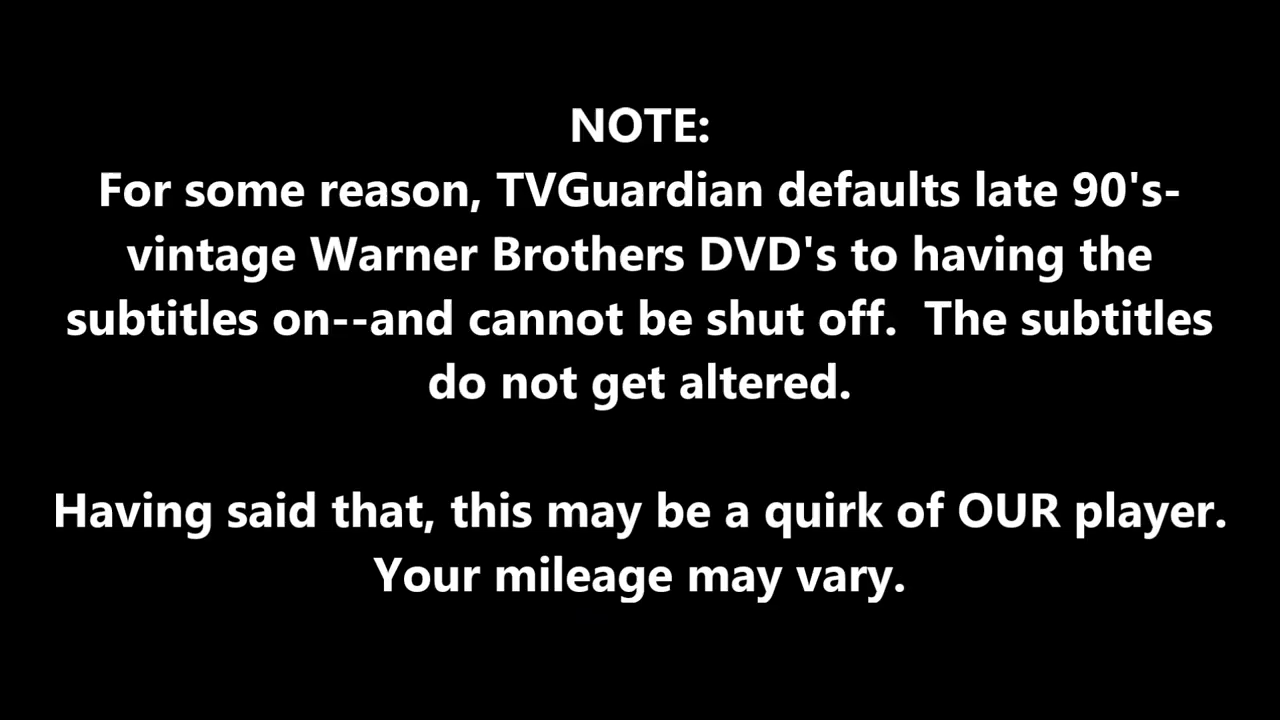 NOTE:
For some reason, TVGuardian defaults late 90's-
vintage Warner Brothers DVD's to having the
subtitles on--and cannot be shut off.  The subtitles
do not get altered.
Having said that, this may be a quirk of OUR player.
Your mileage may vary.